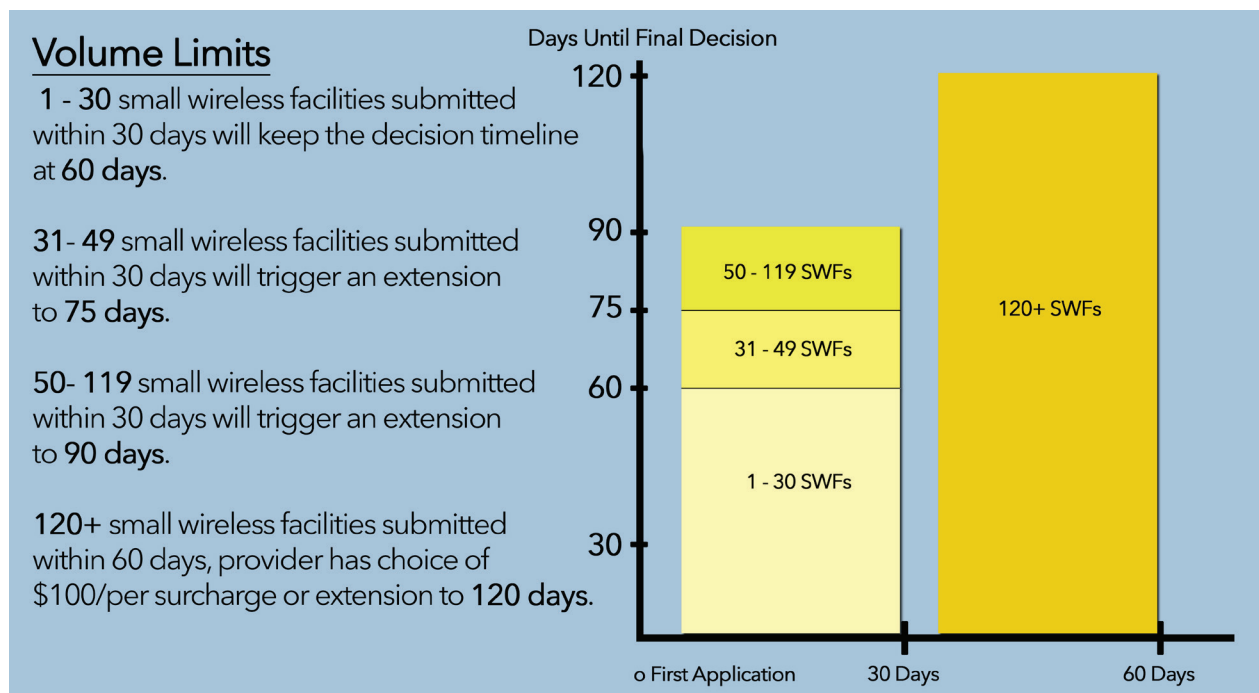 Volume Limits
1 - 30 small wireless facilities submitted
within 30 days will keep the decision timeline
at 60 days.
31- 49 small wireless facilities submitted
within 30 days will trigger an extension
to 75 days.
50- 119 small wireless facilities submitted
within 30 days will trigger an extension
to 90 days.
120+ small wireless facilities submitted
within 60 days, provider has choice of
$100/per surcharge or extension to 120 days.
Days Until Final Decision
120
90
75
60
30
50 - 119 SWFs
31 - 49 SWFs
1 - 30 SWFs
120+ SWFs
o First Application
30 Days
60 Days